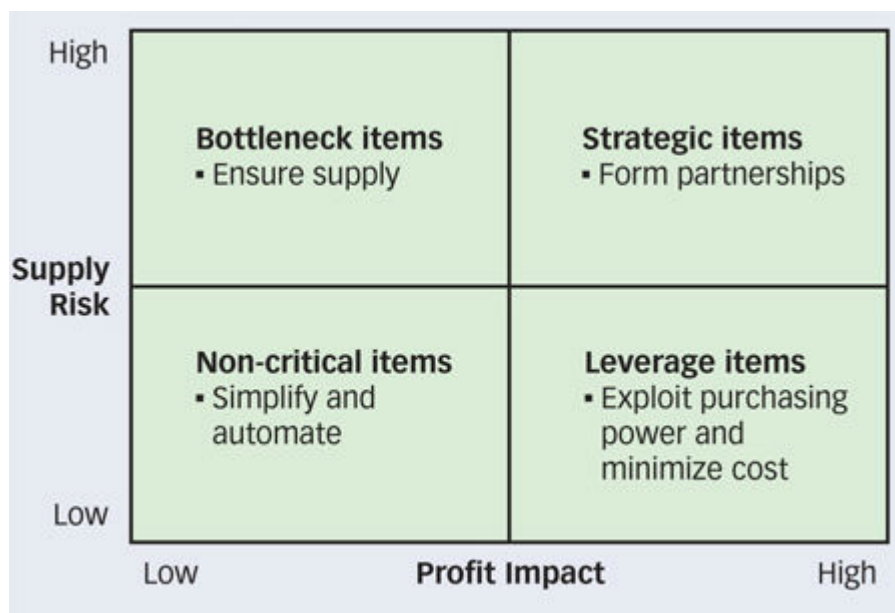 High
Bottleneck items
▪ Ensure supply
Strategic items
▪ Form partnerships
Supply
Risk
Non-critical items
▪ Simplify and
automate
Leverage items
▪ Exploit purchasing
power and
minimize cost
Low
Low
Profit Impact
High